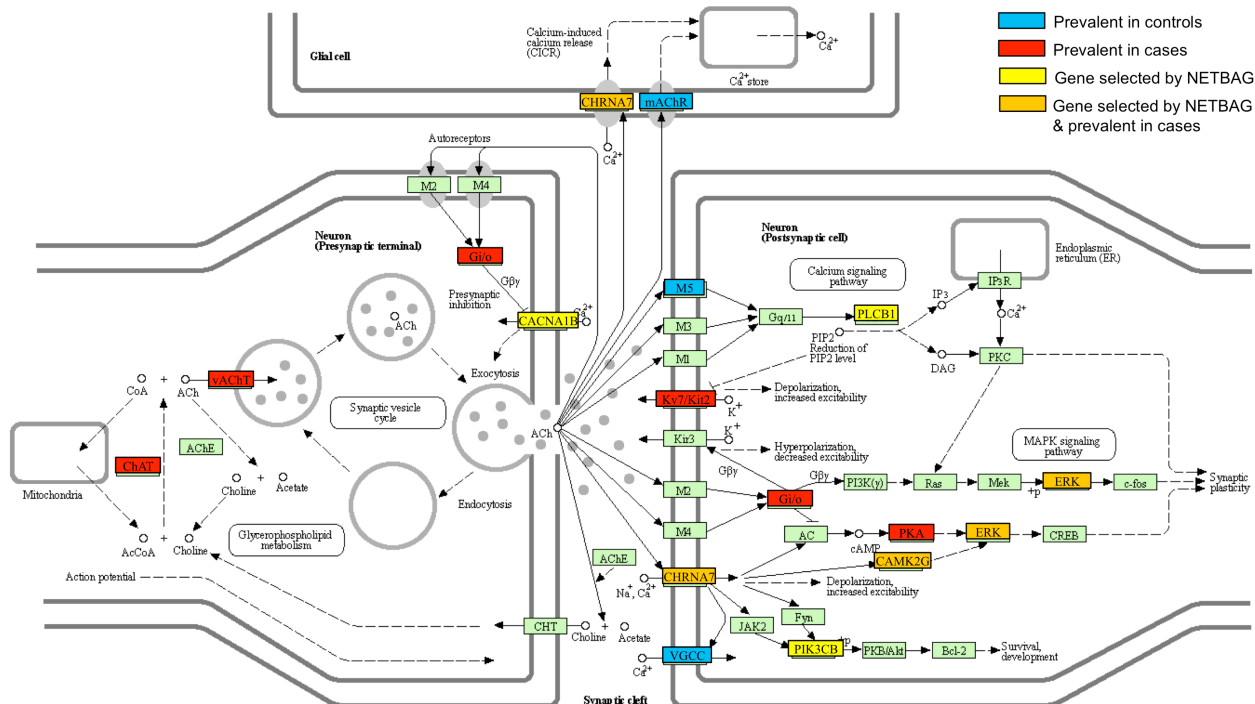 Prevalent in controls
Prevalent in cases
Gene selected by NETBAG
Gene selected by NETBAG
& prevalent in cases
Glial cell
Calcium-induced
calcium release
(CICR)
Ca2+
Ca2+ store
CHRNA7
mAChR
Ca2+
Autoreceptors
M2
M4
Neuron
(Presynaptic terminal)
Gi/o
Gβγ
Presynaptic
inhibition
CACNA1B
Ca2+
Exocytosis
ACh
CoA
+
ACh
vAChT
Synaptic vesicle
cycle
AChE
ChAT
Mitochondria
Choline
+
Acetate
Endocytosis
AcCoA
Choline
Glycerophospholipid
metabolism
Action potential
CHT
Choline
+
Acetate
AChE
ACh
Na+, Ca2+
Ca2+
Synaptic cleft
Neuron
(Postsynaptic cell)
Calcium signaling
pathway
Endoplasmic
reticulum (ER)
M5
M3
M1
Gq/11
PLCB1
IP3
IP3R
Ca2+
PIP2
Reduction of
PIP2 level
DAG
PKC
Kv7/Kit2
K+
Depolarization,
increased excitability
Kir3
K+
Hyperpolarization,
decreased excitability
MAPK signaling
pathway
Gβγ
Gβγ
M2
Gi/o
PI3K(γ)
Ras
Mek
+p
ERK
c-fos
Synaptic
plasticity
M4
AC
cAMP
PKA
ERK
CREB
CHRNA7
CAMK2G
Depolarization,
increased excitability
JAK2
Fyn
VGCC
PIK3CB
+p
PKB/Akt
Bcl-2
Survival,
development